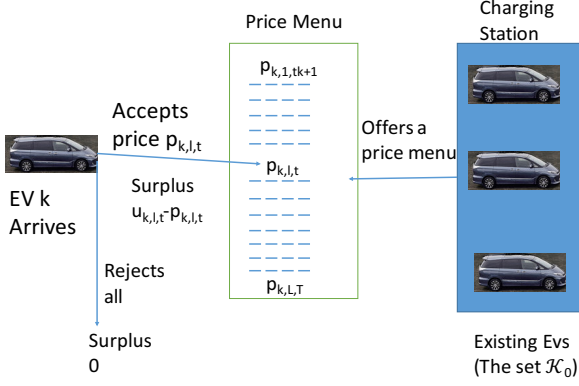 Price Menu
Charging
Station
p_{k,1,tk+1}
Accepts
price p_{k,l,t}
Offers a
price menu
p_{k,l,t}
EV k
Arrives
Surplus
u_{k,l,t}-p_{k,l,t}
Rejects
all
p_{k,L,T}
Surplus
0
Existing Evs
(The set 𝒦_0)